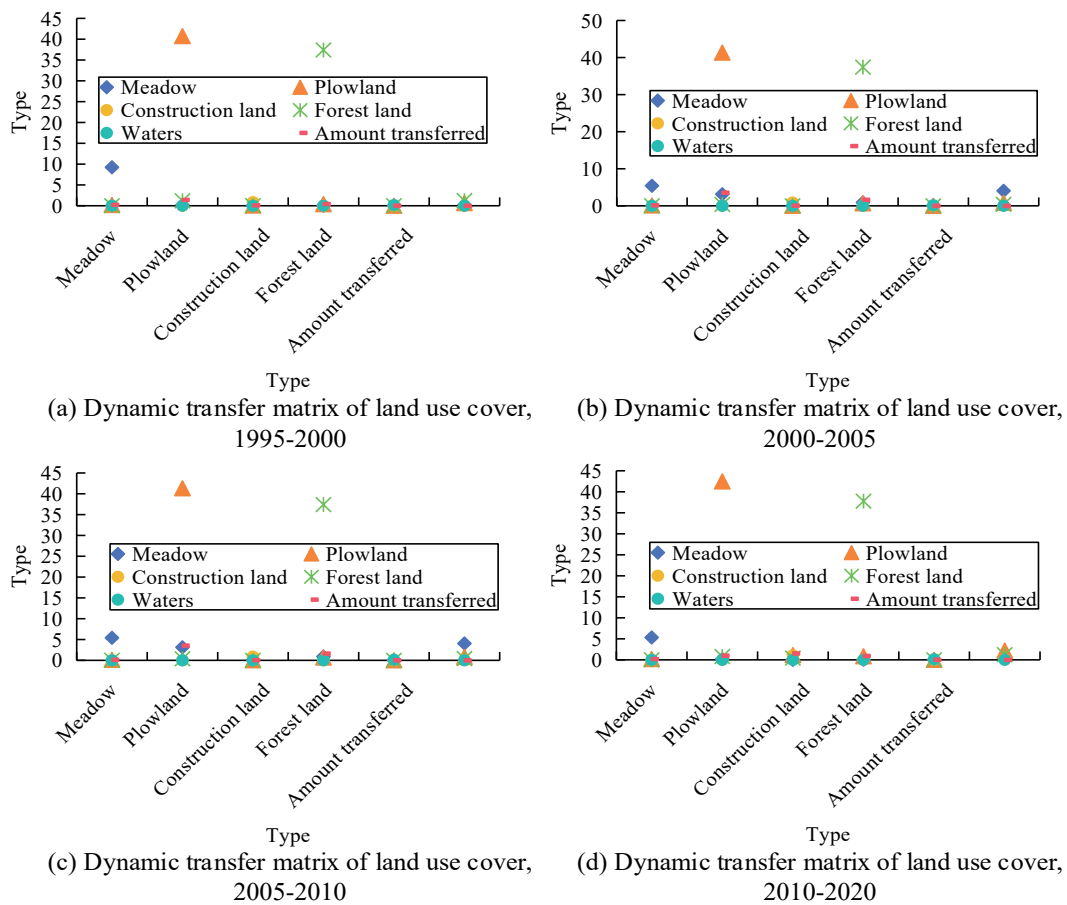 45
40
35
30
25
20
15
10
5
0
Type
Meadow
Plowland
Construction land
Forest land
Waters
Amount transferred
Meadow
Plowland
Construction land
Forest land
Amount transferred
Type
(a) Dynamic transfer matrix of land use cover,
1995-2000
50
40
30
20
10
0
Type
Meadow
Plowland
Construction land
Forest land
Waters
Amount transferred
Meadow
Plowland
Construction land
Forest land
Amount transferred
Type
(b) Dynamic transfer matrix of land use cover,
2000-2005
45
40
35
30
25
20
15
10
5
0
Type
Meadow
Plowland
Construction land
Forest land
Waters
Amount transferred
Meadow
Plowland
Construction land
Forest land
Amount transferred
Type
(c) Dynamic transfer matrix of land use cover,
2005-2010
45
40
35
30
25
20
15
10
5
0
Type
Meadow
Plowland
Construction land
Forest land
Waters
Amount transferred
Meadow
Plowland
Construction land
Forest land
Amount transferred
Type
(d) Dynamic transfer matrix of land use cover,
2010-2020